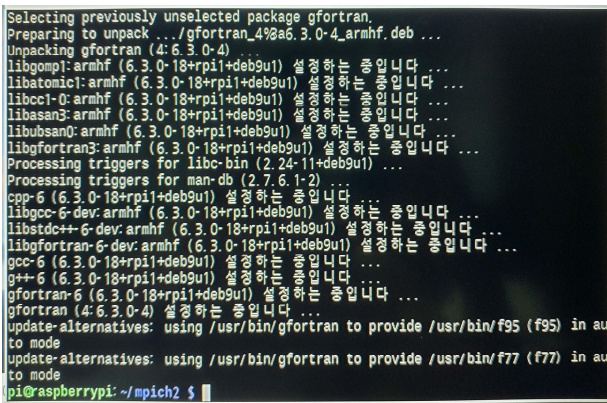 Selecting previously unselected package gfortran.
Preparing to unpack .../gfortran_4%3a6.3.0-4_armhf.deb ...
Unpacking gfortran (4:6.3.0-4) ...
libgomp1:armhf (6.3.0-18+rpi1+deb9u1) 설정하는 중입니다 ...
libatomic1:armhf (6.3.0-18+rpi1+deb9u1) 설정하는 중입니다 ...
libcc1-0:armhf (6.3.0-18+rpi1+deb9u1) 설정하는 중입니다 ...
libasan3:armhf (6.3.0-18+rpi1+deb9u1) 설정하는 중입니다 ...
libubsan0:armhf (6.3.0-18+rpi1+deb9u1) 설정하는 중입니다 ...
libgfortran3:armhf (6.3.0-18+rpi1+deb9u1) 설정하는 중입니다 ...
Processing triggers for libc-bin (2.24-11+deb9u1) ...
Processing triggers for man-db (2.7.6.1-2) ...
cpp-6 (6.3.0-18+rpi1+deb9u1) 설정하는 중입니다 ...
libgcc-6-dev:armhf (6.3.0-18+rpi1+deb9u1) 설정하는 중입니다 ...
libstdc++-6-dev:armhf (6.3.0-18+rpi1+deb9u1) 설정하는 중입니다 ...
libgfortran-6-dev:armhf (6.3.0-18+rpi1+deb9u1) 설정하는 중입니다 ...
gcc-6 (6.3.0-18+rpi1+deb9u1) 설정하는 중입니다 ...
g++-6 (6.3.0-18+rpi1+deb9u1) 설정하는 중입니다 ...
gfortran-6 (6.3.0-18+rpi1+deb9u1) 설정하는 중입니다 ...
gfortran (4:6.3.0-4) 설정하는 중입니다 ...
update-alternatives: using /usr/bin/gfortran to provide /usr/bin/f95 (f95) in au
to mode
update-alternatives: using /usr/bin/gfortran to provide /usr/bin/f77 (f77) in au
to mode
pi@raspberrypi:~/mpich2 $